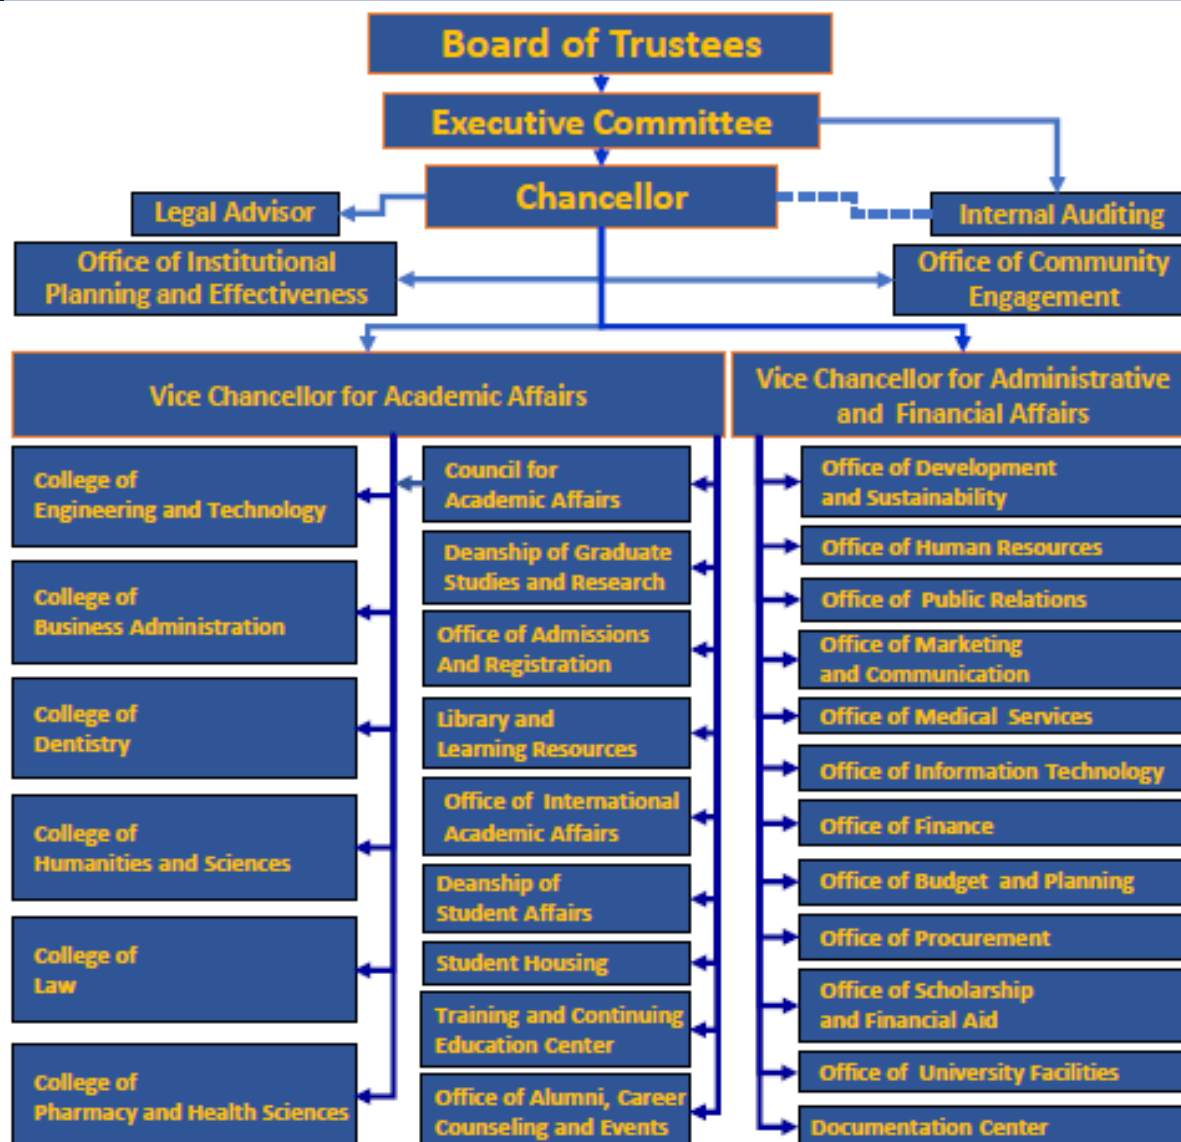 Board of Trustees
Executive Committee
Chancellor
Legal Advisor
Internal Auditing
Office of Institutional
Planning and Effectiveness
Office of Community
Engagement
Vice Chancellor for Academic Affairs
Vice Chancellor for Administrative
and Financial Affairs
College of
Engineering and Technology
College of
Business Administration
College of
Dentistry
College of
Humanities and Sciences
College of
Law
College of
Pharmacy and Health Sciences
Council for
Academic Affairs
Deanship of Graduate
Studies and Research
Office of Admissions
And Registration
Library and
Learning Resources
Office of International
Academic Affairs
Deanship of
Student Affairs
Student Housing
Training and Continuing
Education Center
Office of Alumni, Career
Counseling and Events
Office of Development
and Sustainability
Office of Human Resources
Office of Public Relations
Office of Marketing
and Communication
Office of Medical Services
Office of Information Technology
Office of Finance
Office of Budget and Planning
Office of Procurement
Office of Scholarship
and Financial Aid
Office of University Facilities
Documentation Center